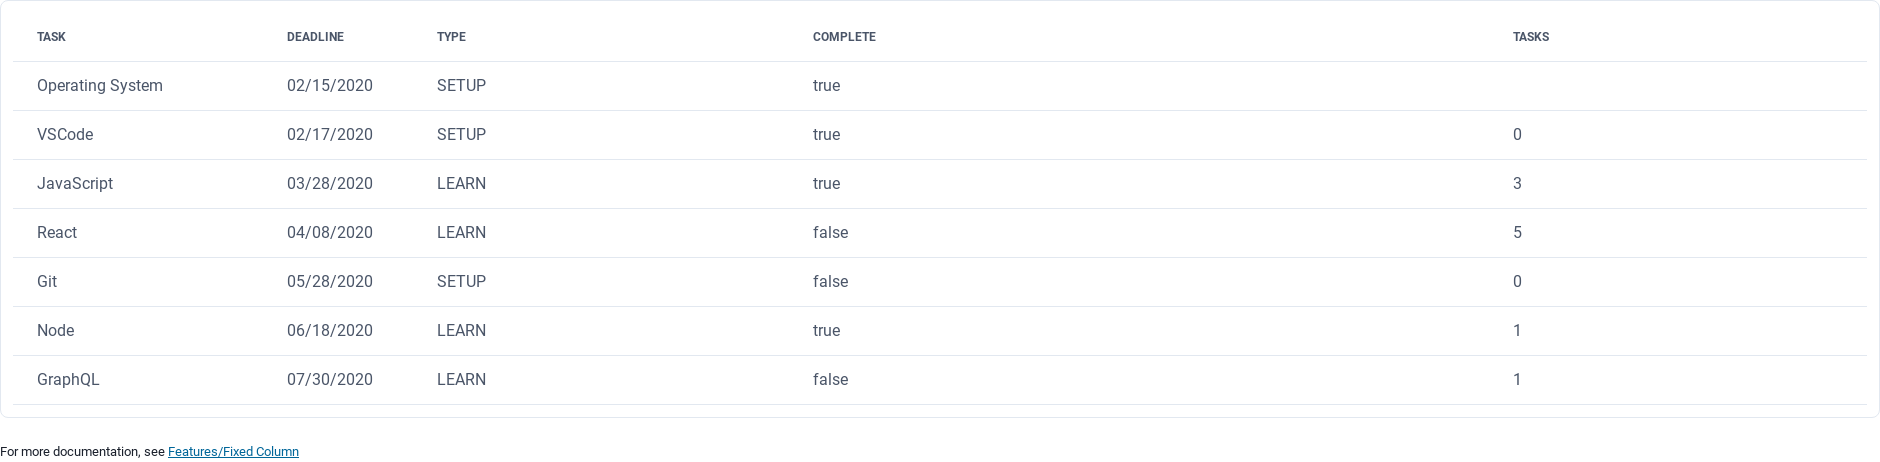 TASK DEADLINE TYPE COMPLETE TASKS
Operating System 02/15/2020 SETUP true
VSCode 02/17/2020 SETUP true 0
JavaScript 03/28/2020 LEARN true 3
React 04/08/2020 LEARN false 5
Git 05/28/2020 SETUP false 0
Node 06/18/2020 LEARN true 1
GraphQL 07/30/2020 LEARN false 1
For more documentation, see Features/Fixed Column